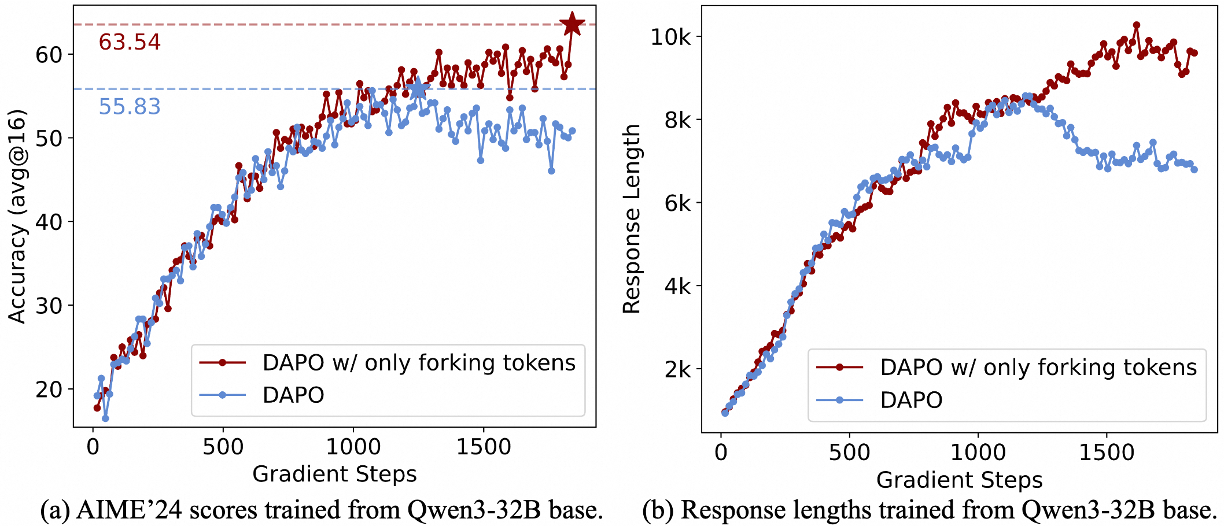 63.54
55.83
60
50
40
30
20
Accuracy (avg@16)
DAPO w/ only forking tokens
DAPO
0
500
1000
1500
Gradient Steps
(a) AIME’24 scores trained from Qwen3-32B base.
10k
8k
6k
4k
2k
Response Length
DAPO w/ only forking tokens
DAPO
0
500
1000
1500
Gradient Steps
(b) Response lengths trained from Qwen3-32B base.